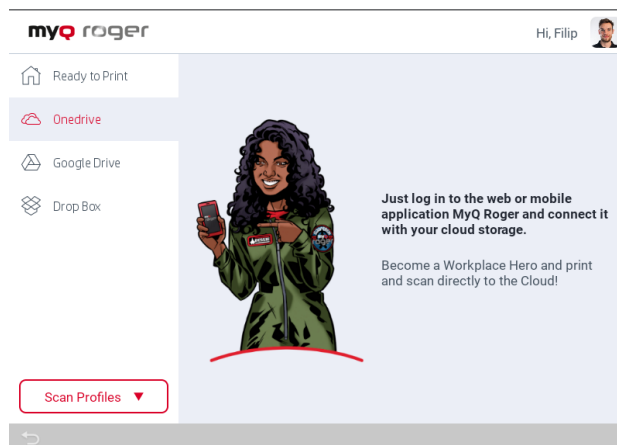 myQ roger
Hi, Filip
Ready to Print
Onedrive
Google Drive
Drop Box
Just log in to the web or mobile
application MyQ Roger and connect it
with your cloud storage.
Become a Workplace Hero and print
and scan directly to the Cloud!
Scan Profiles